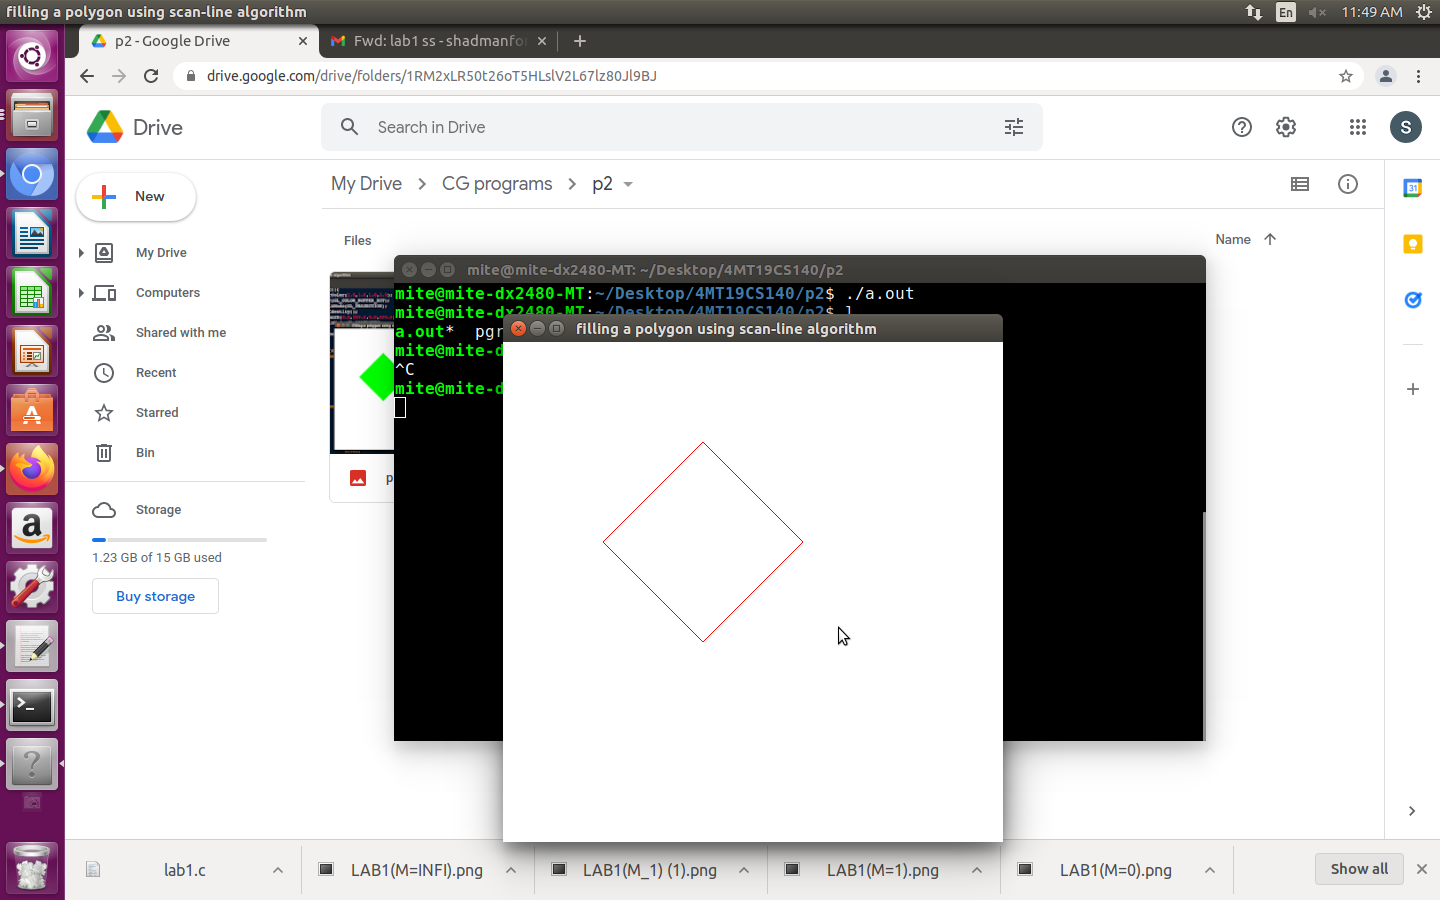 filling a polygon using scan-line algorithm
En
11:49 AM
p2 - Google Drive
Fwd: lab1 ss - shadmanfor
drive.google.com/drive/folders/1RM2xLR50t26oT5HLslV2L67lz80Jl9BJ
Drive
Search in Drive
S
New
My Drive
CG programs
p2
31
My Drive
Computers
Shared with me
Recent
Starred
Bin
Storage
1.23 GB of 15 GB used
Buy storage
Files
Name
mite@mite-dx2480-MT: ~/Desktop/4MT19CS140/p2
mite@mite-dx2480-MT:~/Desktop/4MT19CS140/p2$ ./a.out
mite@mite-dx2480-MT:~/Desktop/4MT19CS140/p2$ l
a.out* pgr
mite@mite-d
^C
mite@mite-d
filling a polygon using scan-line algorithm
p
lab1.c
LAB1(M=INFI).png
LAB1(M_1) (1).png
LAB1(M=1).png
LAB1(M=0).png
Show all